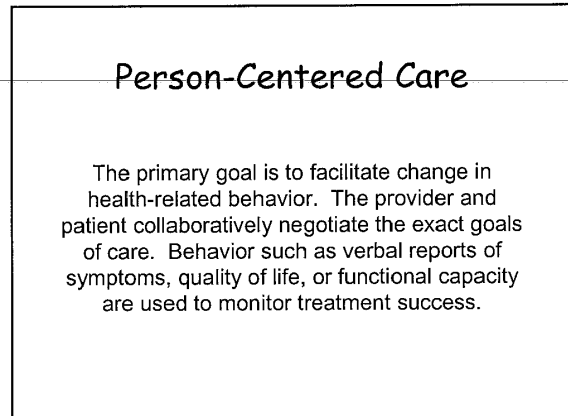 Person-Centered Care
The primary goal is to facilitate change in
health-related behavior.  The provider and
patient collaboratively negotiate the exact goals
of care.  Behavior such as verbal reports of
symptoms, quality of life, or functional capacity
are used to monitor treatment success.